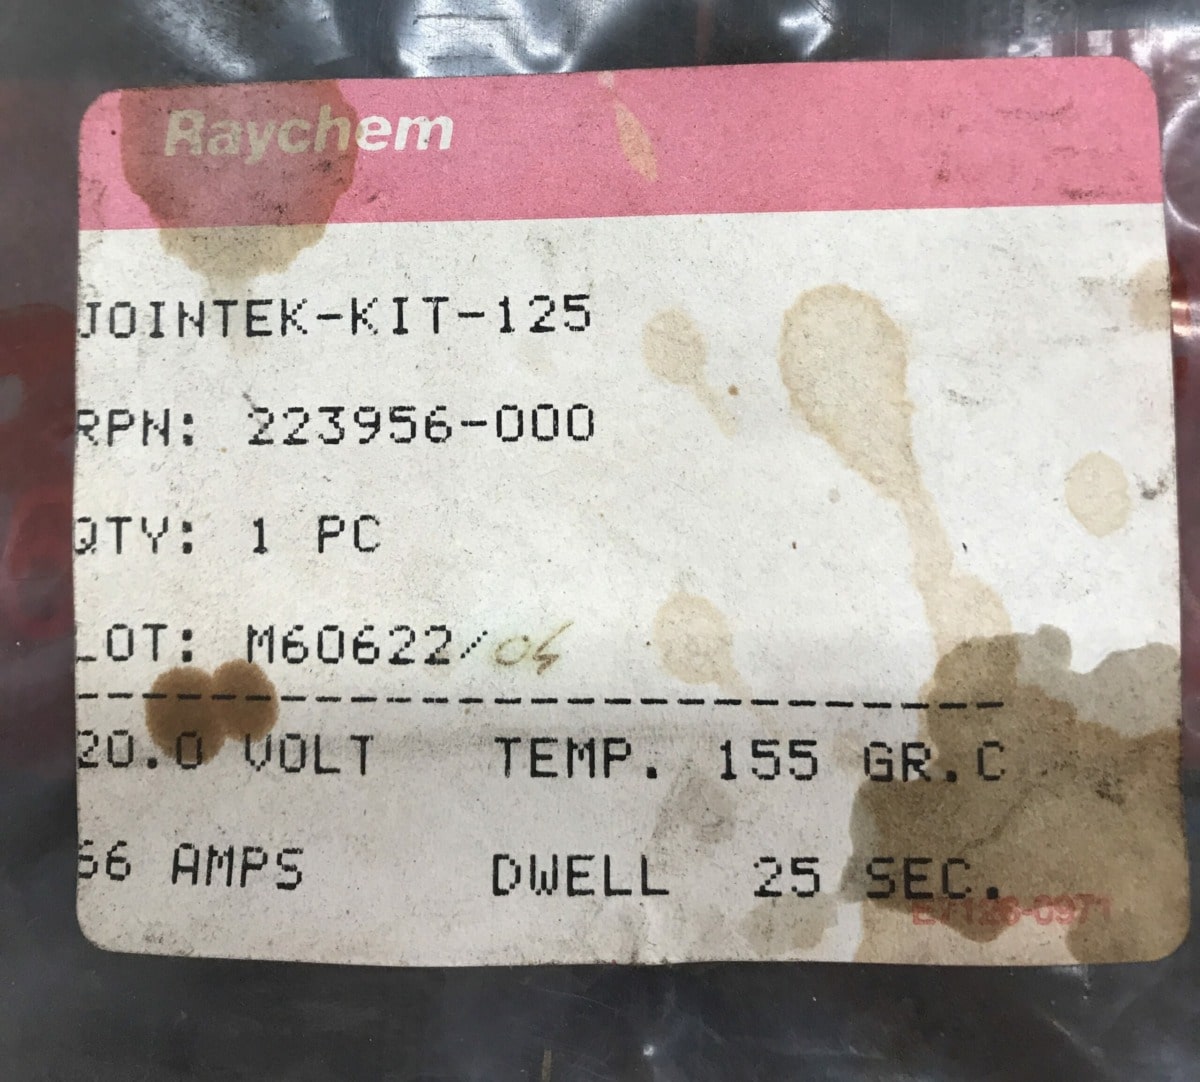 Raychem
JOINTEK-KIT-125
RPN: 223956-000
QTY: 1 PC
LOT: M60622/04
--------------------------
20.0 VOLT TEMP. 155 GR.C
66 AMPS DWELL 25 SEC.